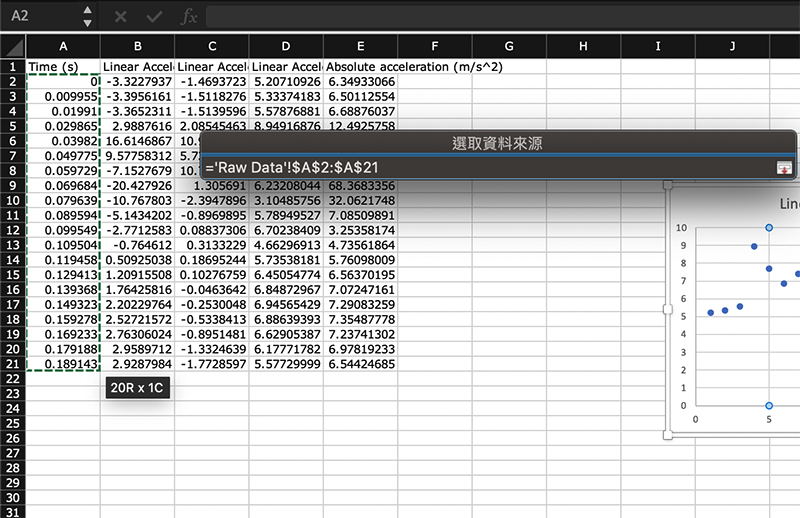 A2 fx
A B C D E F G H I J
1 Time (s) Linear Accel Linear Accel Linear Accel Absolute acceleration (m/s^2)
2 0 -3.3227937 -1.4693723 5.20710926 6.34933066
3 0.009955 -3.3956161 -1.5118276 5.33374183 6.50112554
4 0.01991 -3.3652311 -1.5139596 5.57876881 6.68876037
5 0.029865 2.9887616 2.08545463 8.94916876 12.4925758
選取資料來源
6 0.03982 16.6146867 10.
7 0.049775 9.57758312 5.7
='Raw Data'!$A$2:$A$21
8 0.059729 -7.1527679 10.
9 0.069684 -20.427926 1.305691 6.23208044 68.3683356
10 0.079639 -10.767803 -2.3947896 3.10485756 32.0621748
11 0.089594 -5.1434202 -0.8969895 5.78949527 7.08509891
12 0.099549 -2.7712583 0.08837306 6.70238409 3.25358174
13 0.109504 -0.764612 0.3133229 4.66296913 4.73561864
14 0.119458 0.50925038 0.18695244 5.73538181 5.76098009
15 0.129413 1.20915508 0.10276759 6.45054774 6.56370195
16 0.139368 1.76425816 -0.0463642 6.84872967 7.07247161
17 0.149323 2.20229764 -0.2530048 6.94565429 7.29083259
18 0.159278 2.52721572 -0.5338413 6.88639393 7.35487778
19 0.169233 2.76306024 -0.8951481 6.62905387 7.23741302
20 0.179188 2.9589712 -1.3324639 6.17771782 6.97819233
21 0.189143 2.9287984 -1.7728597 5.57729999 6.54424685
22
20R x 1C
23
24
25
26
27
28
29
30
31
Line
10
9
8
7
6
5
4
3
2
1
0
0 5